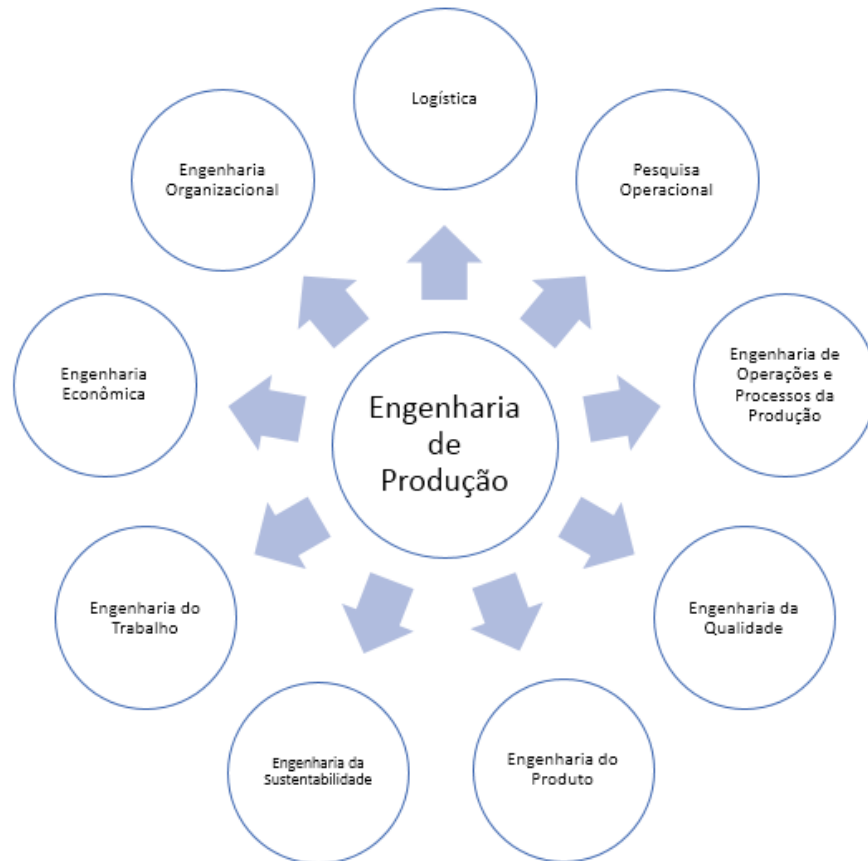 Logística
Pesquisa
Operacional
Engenharia de
Operações e
Processos da
Produção
Engenharia da
Qualidade
Engenharia do
Produto
Engenharia da
Sustentabilidade
Engenharia do
Trabalho
Engenharia
Econômica
Engenharia
Organizacional
Engenharia
de
Produção